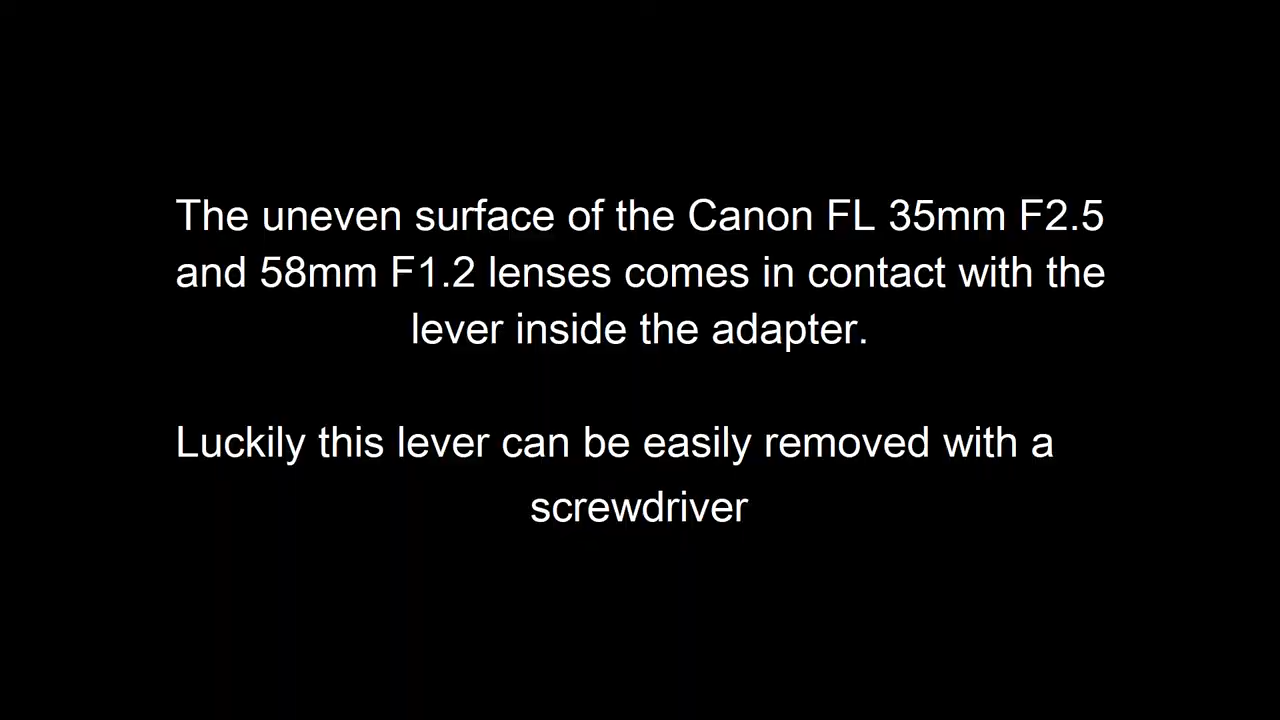 The uneven surface of the Canon FL 35mm F2.5
and 58mm F1.2 lenses comes in contact with the
lever inside the adapter.
Luckily this lever can be easily removed with a
screwdriver